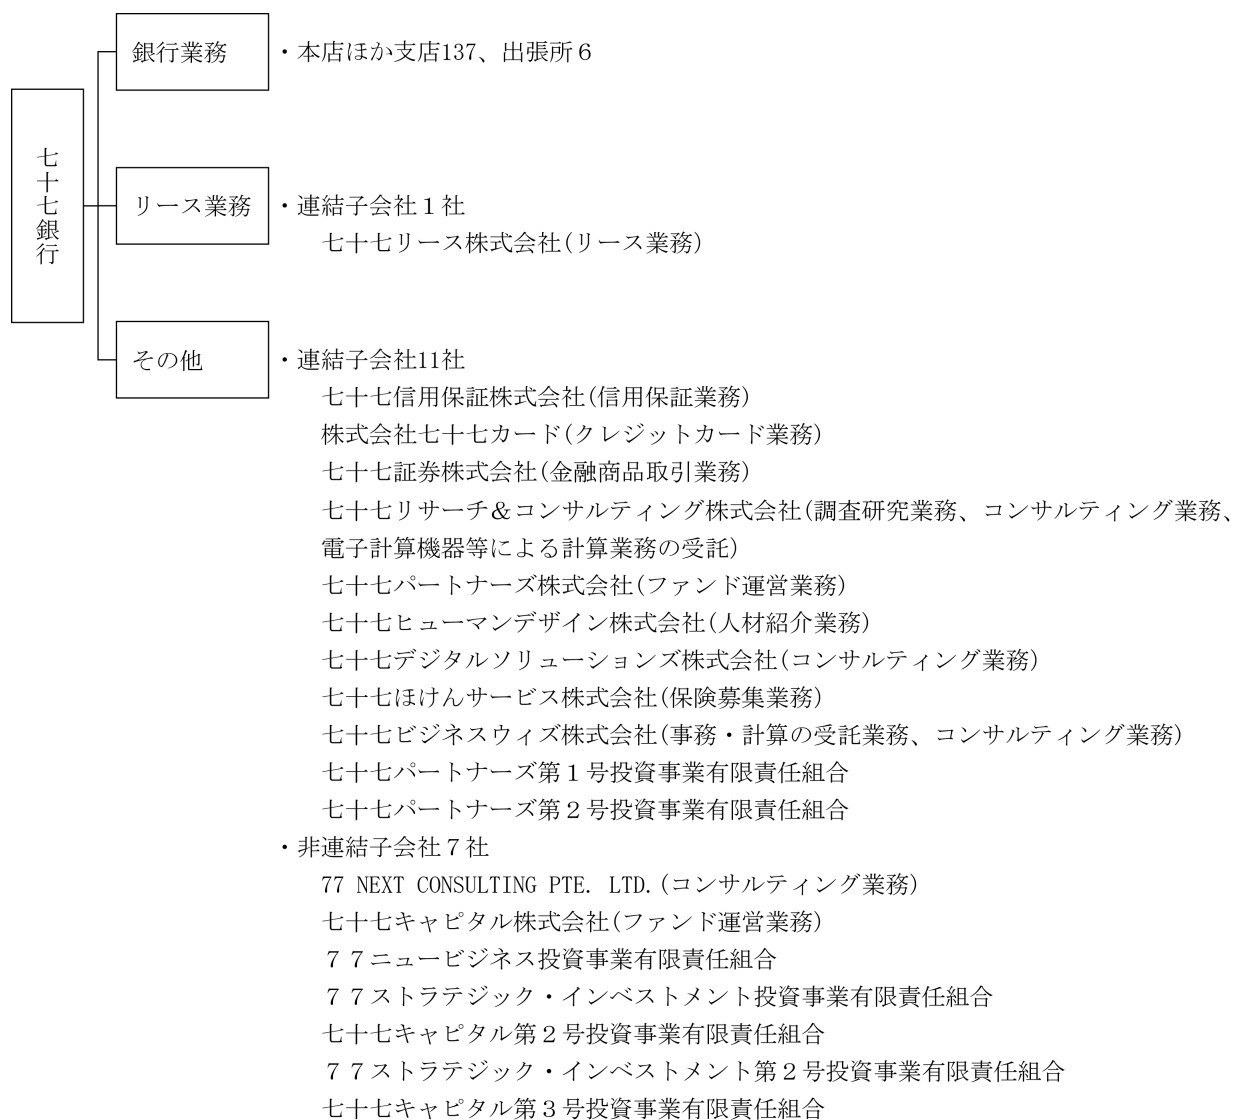 七十七銀行
銀行業務
・本店ほか支店137、出張所６
リース業務
・連結子会社１社
七十七リース株式会社(リース業務)
その他
・連結子会社11社
七十七信用保証株式会社(信用保証業務)
株式会社七十七カード(クレジットカード業務)
七十七証券株式会社(金融商品取引業務)
七十七リサーチ＆コンサルティング株式会社(調査研究業務、コンサルティング業務、
電子計算機器等による計算業務の受託)
七十七パートナーズ株式会社(ファンド運営業務)
七十七ヒューマンデザイン株式会社(人材紹介業務)
七十七デジタルソリューションズ株式会社(コンサルティング業務)
七十七ほけんサービス株式会社(保険募集業務)
七十七ビジネスウィズ株式会社(事務・計算の受託業務、コンサルティング業務)
七十七パートナーズ第１号投資事業有限責任組合
七十七パートナーズ第２号投資事業有限責任組合
・非連結子会社７社
77 NEXT CONSULTING PTE. LTD.(コンサルティング業務)
七十七キャピタル株式会社(ファンド運営業務)
７７ニュービジネス投資事業有限責任組合
７７ストラテジック・インベストメント投資事業有限責任組合
七十七キャピタル第２号投資事業有限責任組合
７７ストラテジック・インベストメント第２号投資事業有限責任組合
七十七キャピタル第３号投資事業有限責任組合